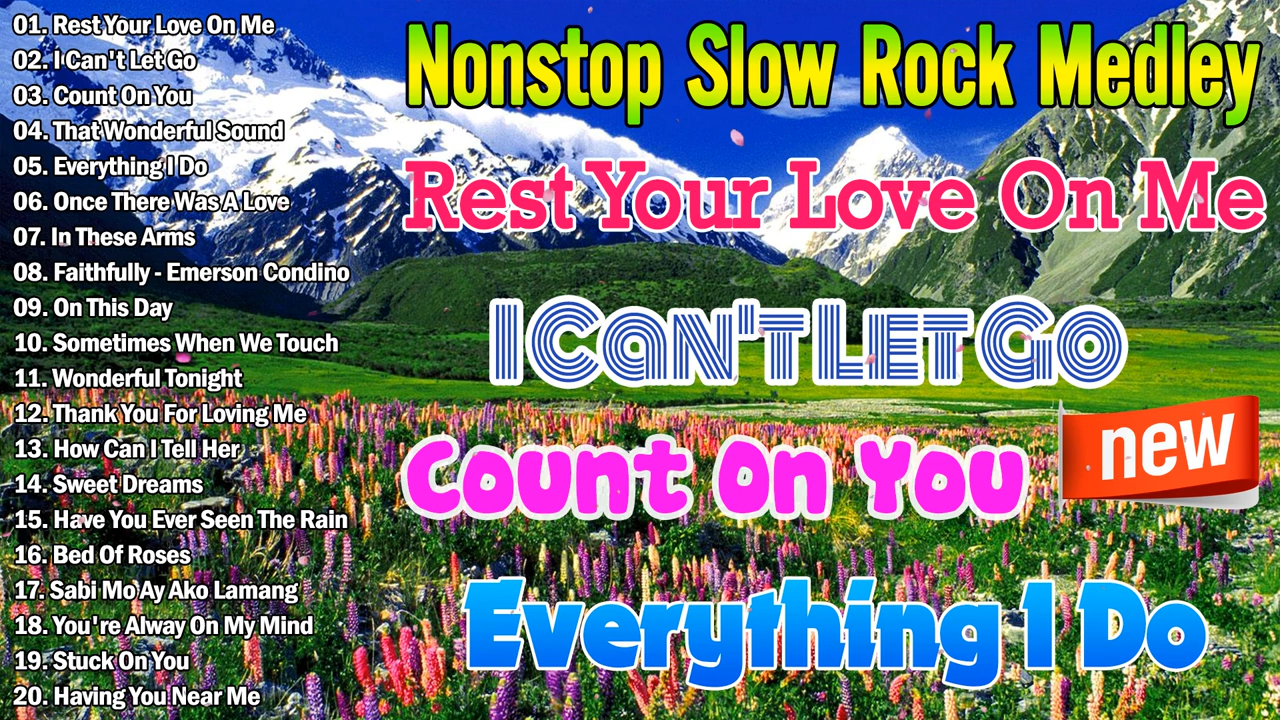 01. Rest Your Love On Me
02. I Can't Let Go
03. Count On You
04. That Wonderful Sound
05. Everything I Do
06. Once There Was A Love
07. In These Arms
08. Faithfully - Emerson Condino
09. On This Day
10. Sometimes When We Touch
11. Wonderful Tonight
12. Thank You For Loving Me
13. How Can I Tell Her
14. Sweet Dreams
15. Have You Ever Seen The Rain
16. Bed Of Roses
17. Sabi Mo Ay Ako Lamang
18. You're Alway On My Mind
19. Stuck On You
20. Having You Near Me
Nonstop Slow Rock Medley
Rest Your Love On Me
I Can't Let Go
Count On You
new
Everything I Do